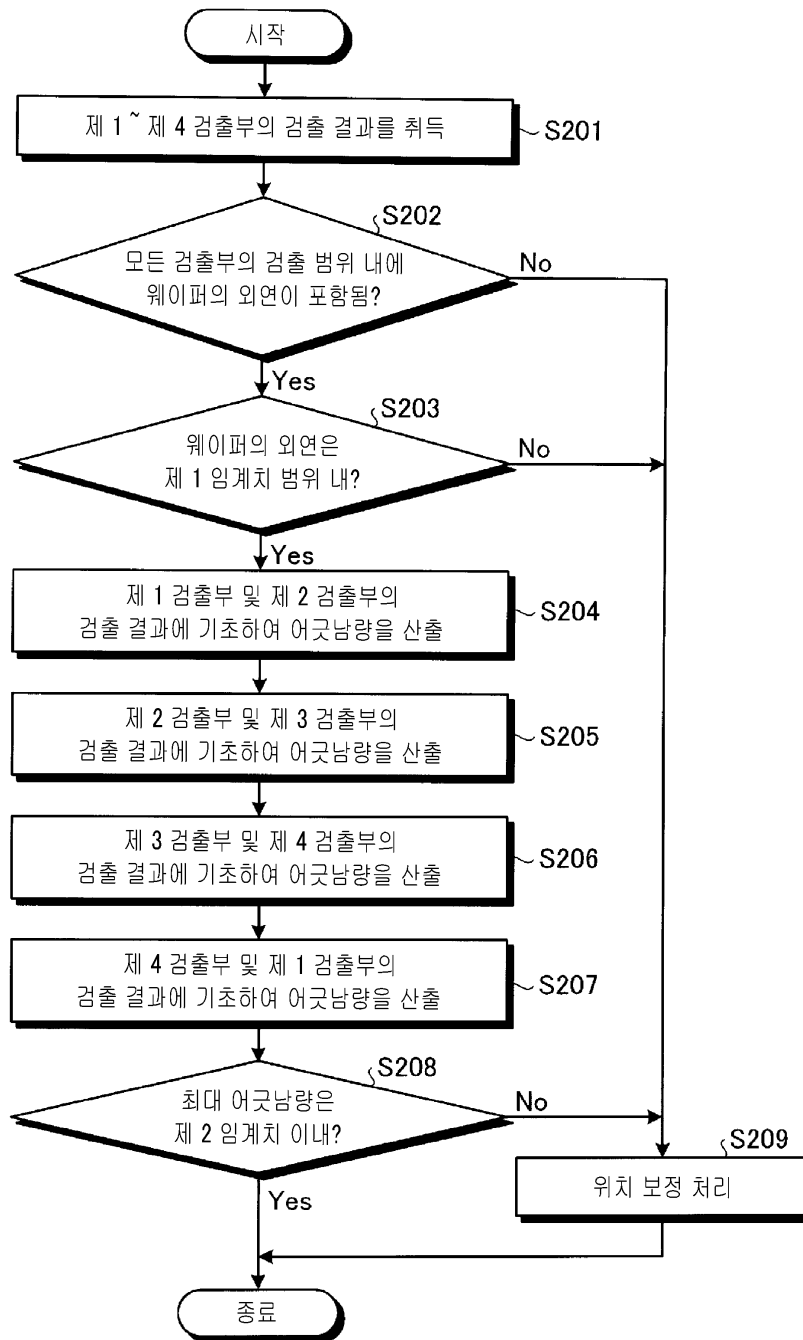 시작
제 1 ~ 제 4 검출부의 검출 결과를 취득
S201
S202
모든 검출부의 검출 범위 내에
웨이퍼의 외연이 포함됨?
No
Yes
S203
웨이퍼의 외연은
제 1 임계치 범위 내?
No
Yes
제 1 검출부 및 제 2 검출부의
검출 결과에 기초하여 어긋남량을 산출
S204
제 2 검출부 및 제 3 검출부의
검출 결과에 기초하여 어긋남량을 산출
S205
제 3 검출부 및 제 4 검출부의
검출 결과에 기초하여 어긋남량을 산출
S206
제 4 검출부 및 제 1 검출부의
검출 결과에 기초하여 어긋남량을 산출
S207
S208
최대 어긋남량은
제 2 임계치 이내?
No
Yes
S209
위치 보정 처리
종료